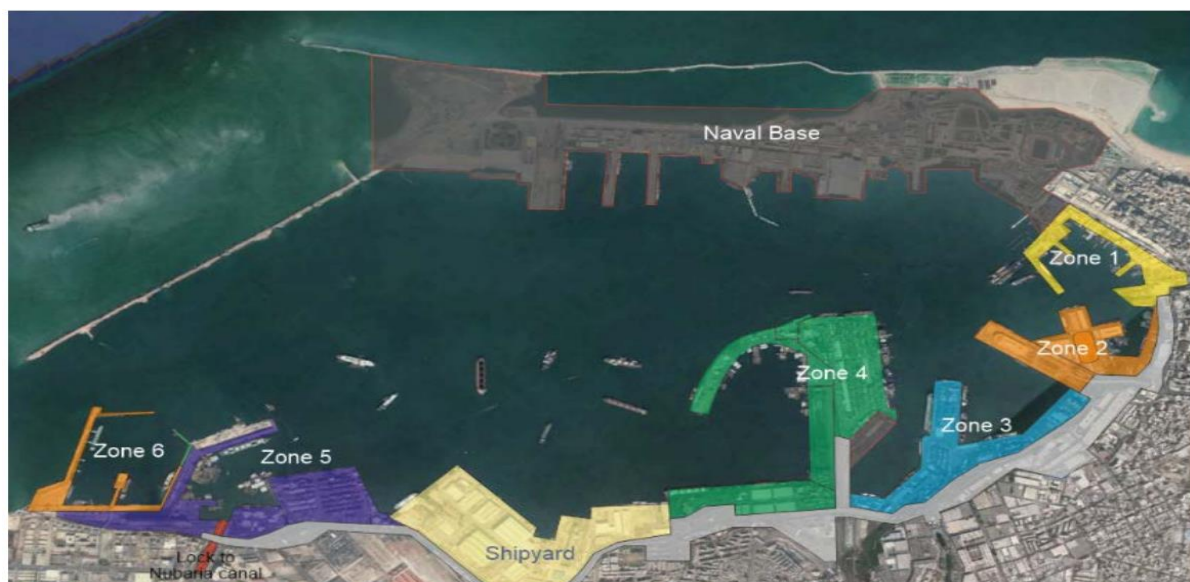 Naval Base
Zone 1
Zone 2
Zone 4
Zone 3
Zone 6
Zone 5
Shipyard
Lock to
Nubaria canal